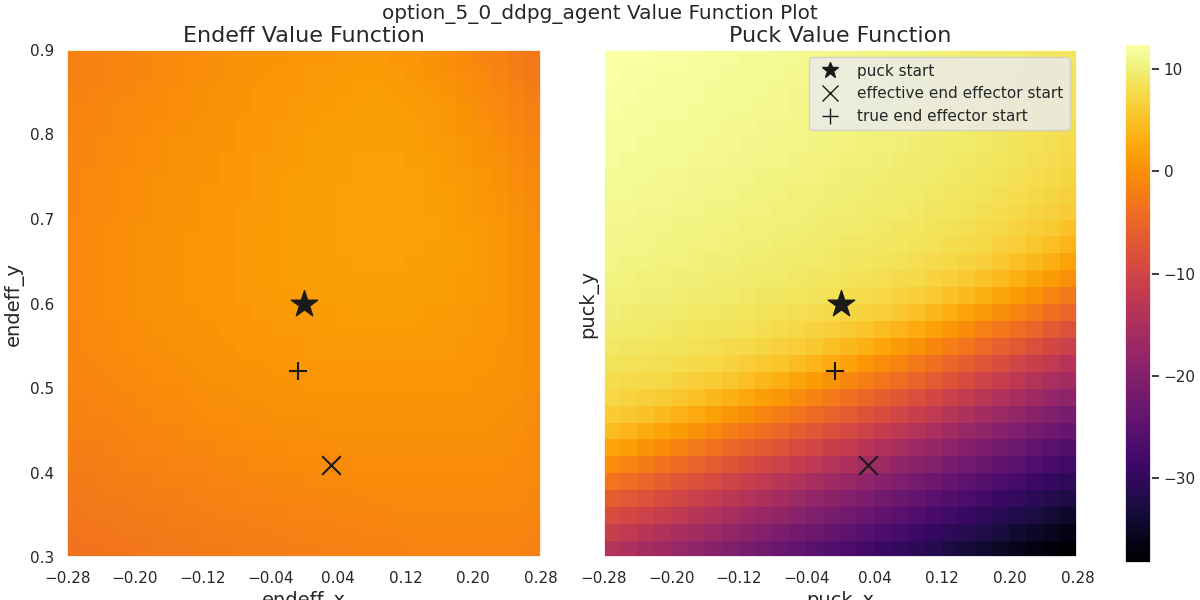 option_5_0_ddpg_agent Value Function Plot
Endeff Value Function
Puck Value Function
0.9
0.8
0.7
0.6
0.5
0.4
0.3
endeff_y
−0.28 −0.20 −0.12 −0.04 0.04 0.12 0.20 0.28
endeff_x
puck_y
puck start
effective end effector start
true end effector start
−0.28 −0.20 −0.12 −0.04 0.04 0.12 0.20 0.28
puck_x
10
0
−10
−20
−30